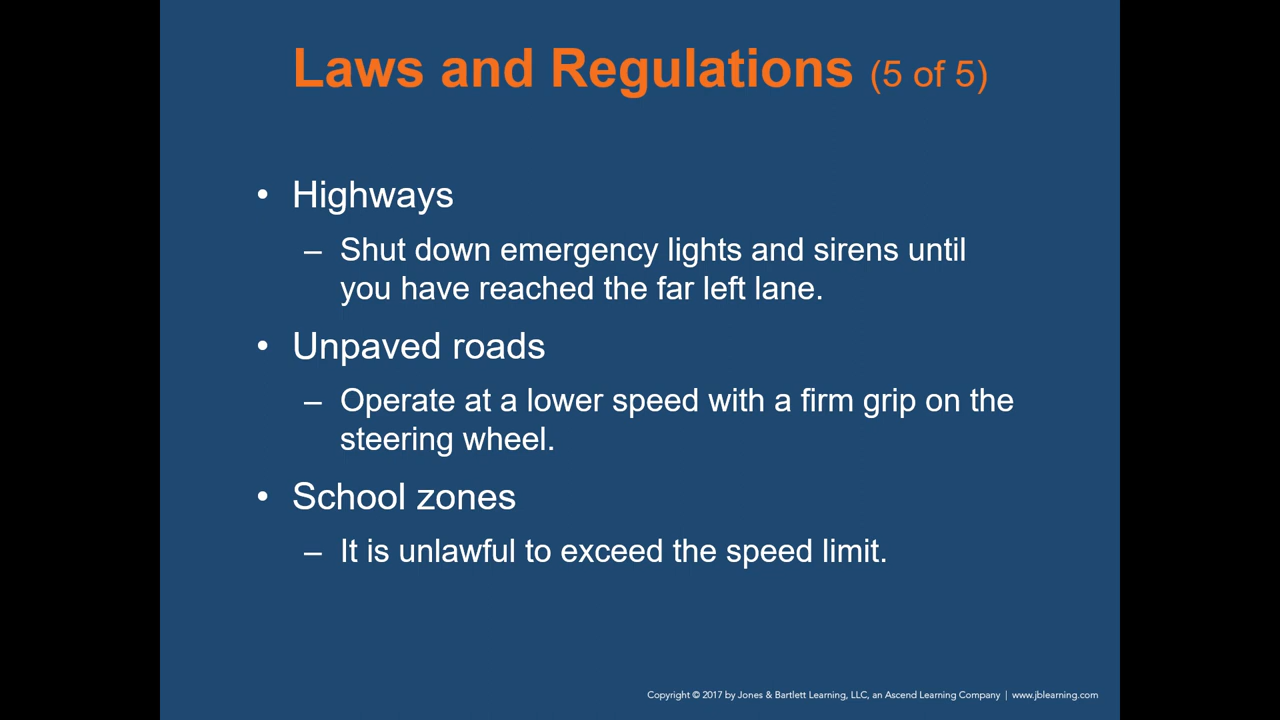 Laws and Regulations (5 of 5)
• Highways
– Shut down emergency lights and sirens until
you have reached the far left lane.
• Unpaved roads
– Operate at a lower speed with a firm grip on the
steering wheel.
• School zones
– It is unlawful to exceed the speed limit.
Copyright © 2017 by Jones & Bartlett Learning, LLC, an Ascend Learning Company | www.jblearning.com